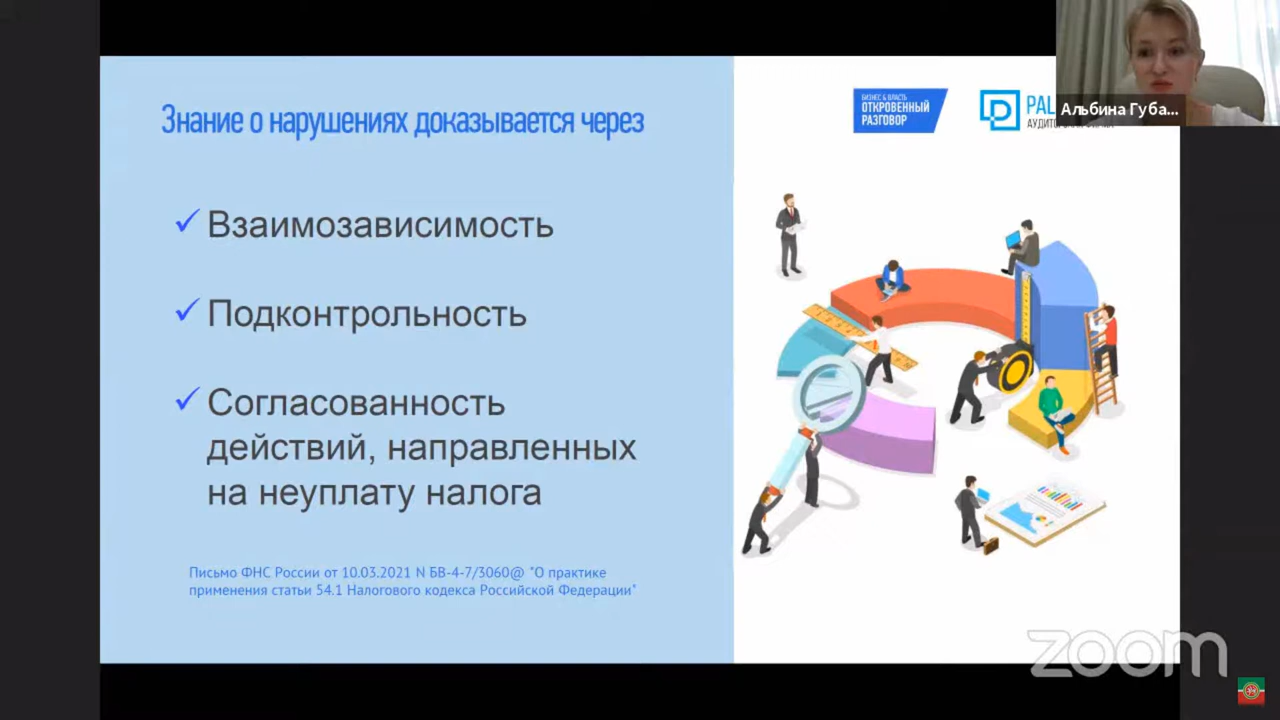 Знание о нарушениях доказывается через
БИЗНЕС & ВЛАСТЬ
ОТКРОВЕННЫЙ
РАЗГОВОР
Альбина Губа...
Взаимозависимость
Подконтрольность
Согласованность
действий, направленных
на неуплату налога
Письмо ФНС России от 10.03.2021 N БВ-4-7/3060@ "О практике
применения статьи 54.1 Налогового кодекса Российской Федерации"
zoom